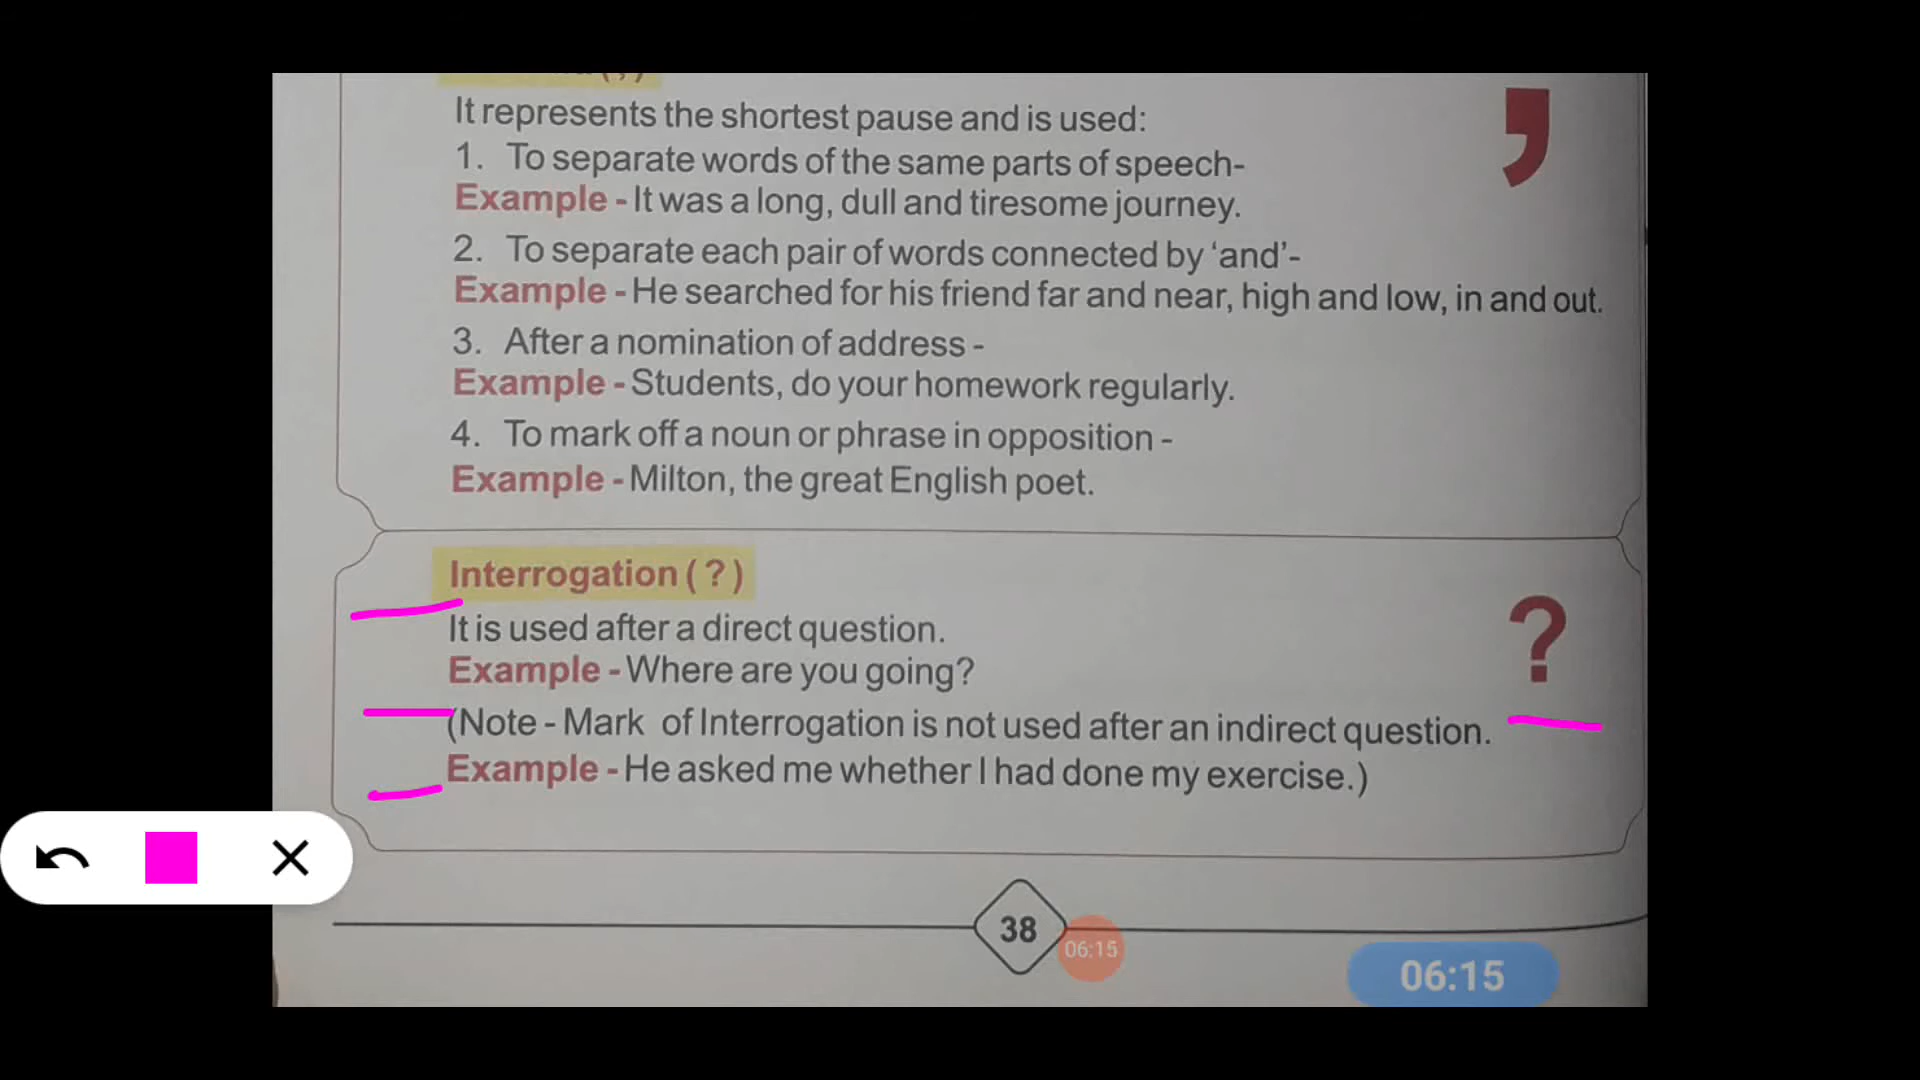 It represents the shortest pause and is used:
1. To separate words of the same parts of speech-
Example - It was a long, dull and tiresome journey.
2. To separate each pair of words connected by ‘and’-
Example - He searched for his friend far and near, high and low, in and out.
3. After a nomination of address -
Example - Students, do your homework regularly.
4. To mark off a noun or phrase in opposition -
Example - Milton, the great English poet.
Interrogation ( ? )
It is used after a direct question.
Example - Where are you going?
(Note - Mark of Interrogation is not used after an indirect question.
Example - He asked me whether I had done my exercise.)
38
06:15
06:15